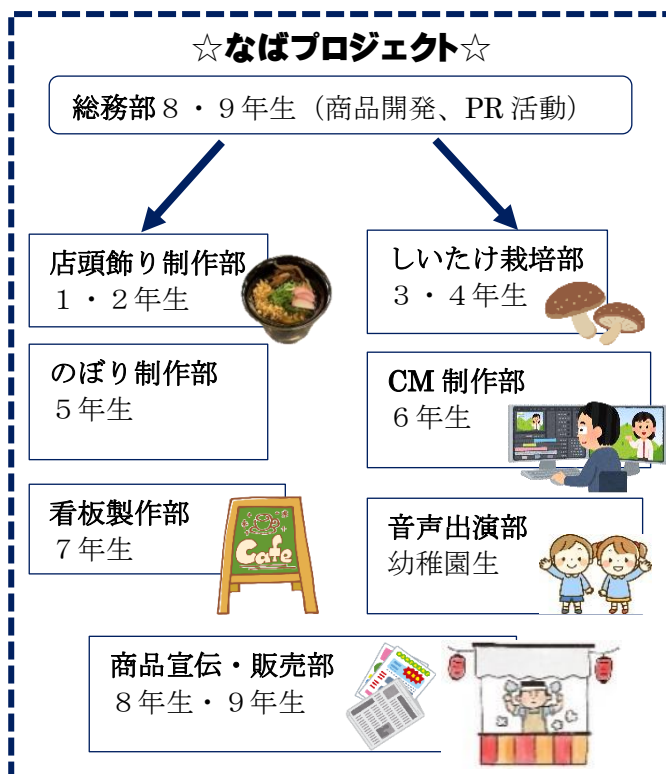 ☆なばプロジェクト☆
総務部８・９年生（商品開発、PR 活動）
店頭飾り制作部
１・２年生
しいたけ栽培部
３・４年生
のぼり制作部
５年生
CM 制作部
６年生
看板製作部
７年生
Cafe
音声出演部
幼稚園生
商品宣伝・販売部
８年生・９年生